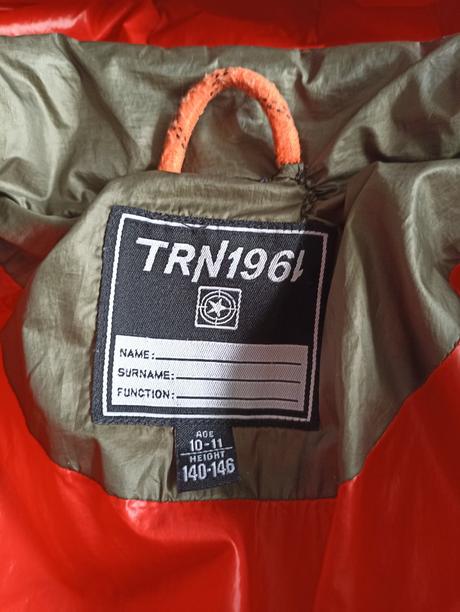 TRN1961
NAME:
SURNAME:
FUNCTION:
AGE
10-11
HEIGHT
140-146